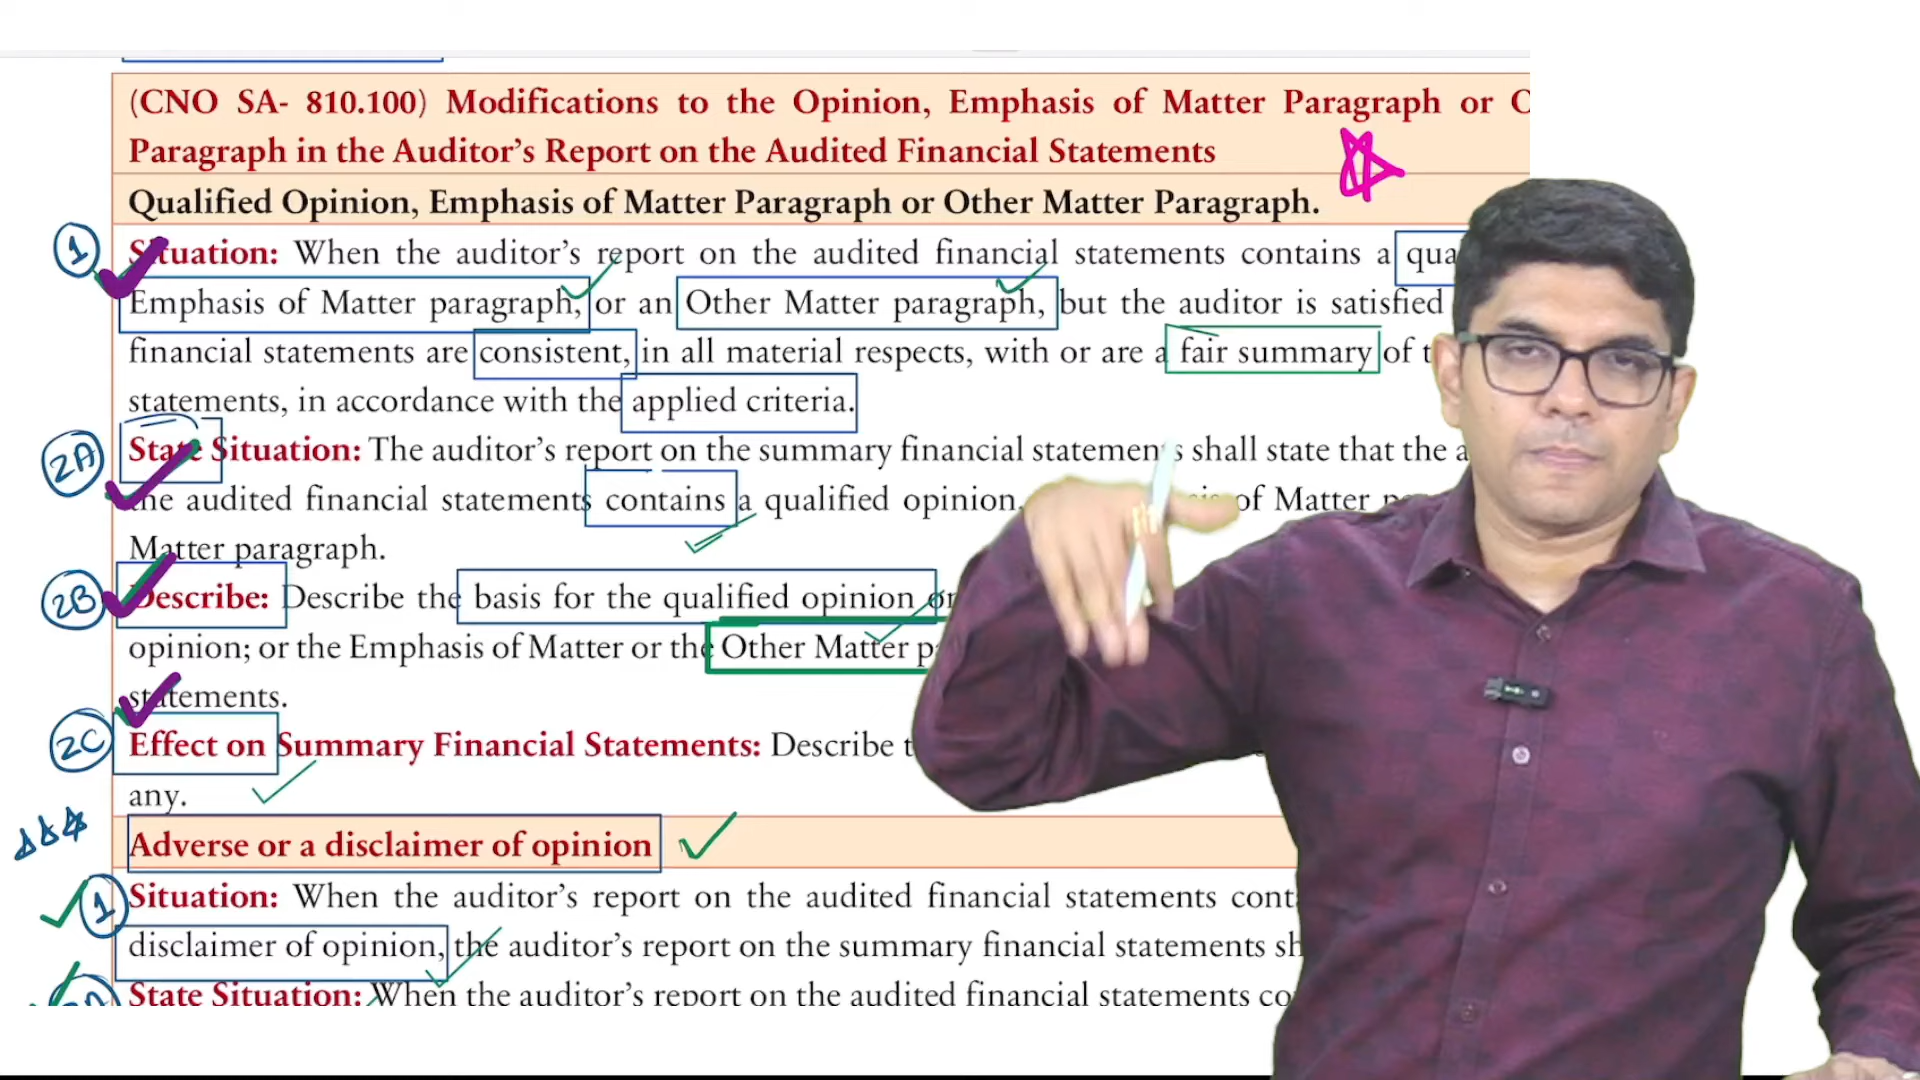 (CNO SA- 810.100) Modifications to the Opinion, Emphasis of Matter Paragraph or
Paragraph in the Auditor's Report on the Audited Financial Statements
Qualified Opinion, Emphasis of Matter Paragraph or Other Matter Paragraph.
1 Situation: When the auditor's report on the audited financial statements contains a
Emphasis of Matter paragraph, or an Other Matter paragraph, but the auditor is satisfied
financial statements are consistent, in all material respects, with or are a fair summary of
statements, in accordance with the applied criteria.
2A State Situation: The auditor's report on the summary financial statements shall state that the
the audited financial statements contains a qualified opinion, of Matter
Matter paragraph.
2B Describe: Describe the basis for the qualified opinion or
opinion; or the Emphasis of Matter or the Other Matter
statements.
2C Effect on Summary Financial Statements: Describe
any.
Adverse or a disclaimer of opinion
1 Situation: When the auditor's report on the audited financial statements
disclaimer of opinion, the auditor's report on the summary financial statements
State Situation: When the auditor's report on the audited financial statements